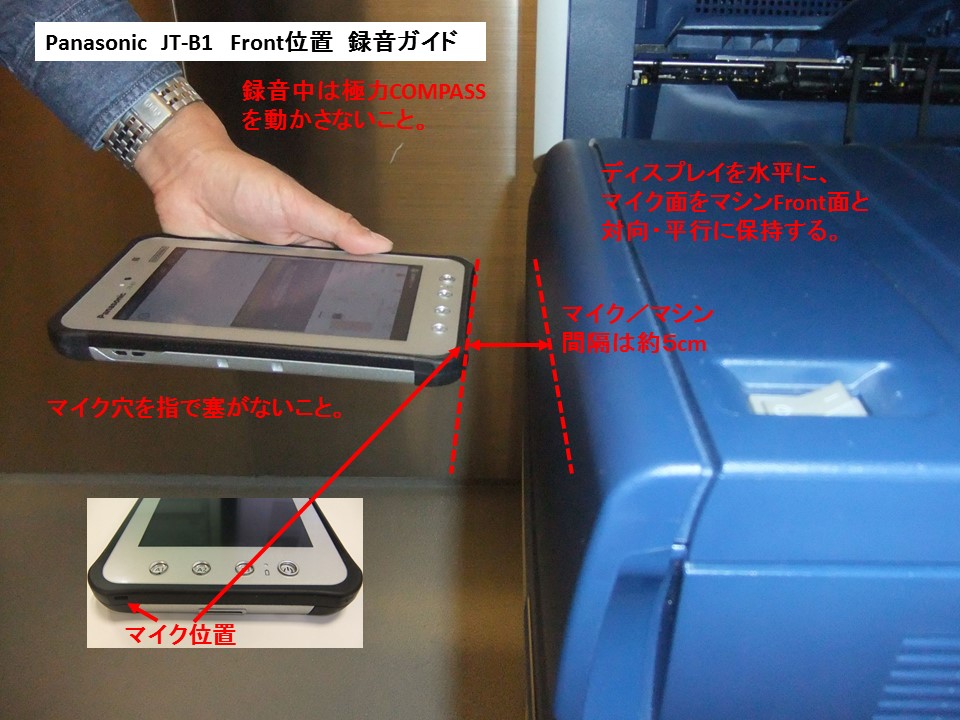 Panasonic JT-B1 Front位置 録音ガイド
録音中は極力COMPASS
を動かさないこと。
ディスプレイを水平に、
マイク面をマシンFront面と
対向・平行に保持する。
マイク／マシン
間隔は約5cm
Panasonic
マイク穴を指で塞がないこと。
A1
A2
マイク位置